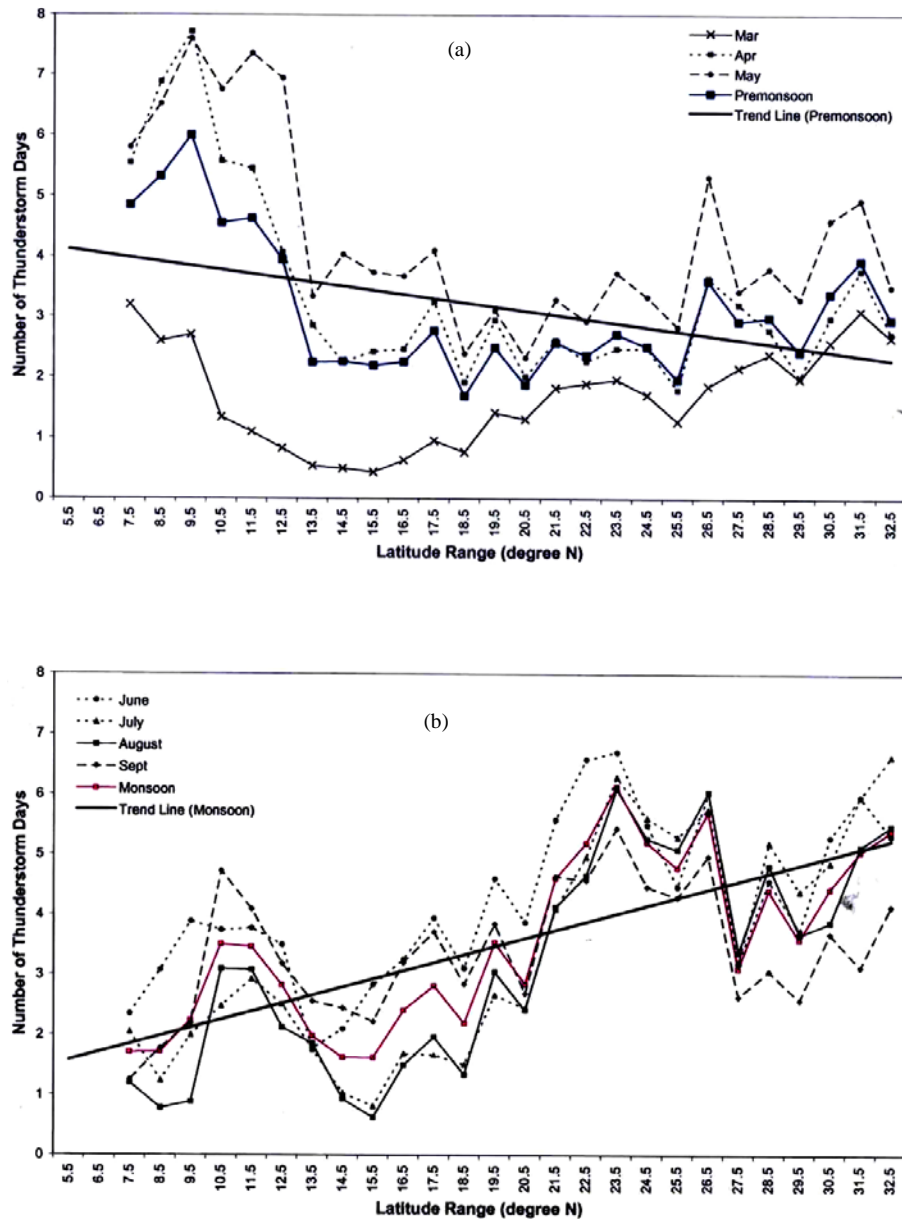 (a)
Mar
Apr
May
Premonsoon
Trend Line (Premonsoon)
Number of Thunderstorm Days
8
7
6
5
4
3
2
1
0
5.5 6.5 7.5 8.5 9.5 10.5 11.5 12.5 13.5 14.5 15.5 16.5 17.5 18.5 19.5 20.5 21.5 22.5 23.5 24.5 25.5 26.5 27.5 28.5 29.5 30.5 31.5 32.5
Latitude Range (degree N)
(b)
June
July
August
Sept
Monsoon
Trend Line (Monsoon)
Number of Thunderstorm Days
8
7
6
5
4
3
2
1
0
5.5 6.5 7.5 8.5 9.5 10.5 11.5 12.5 13.5 14.5 15.5 16.5 17.5 18.5 19.5 20.5 21.5 22.5 23.5 24.5 25.5 26.5 27.5 28.5 29.5 30.5 31.5 32.5
Latitude Range (degree N)